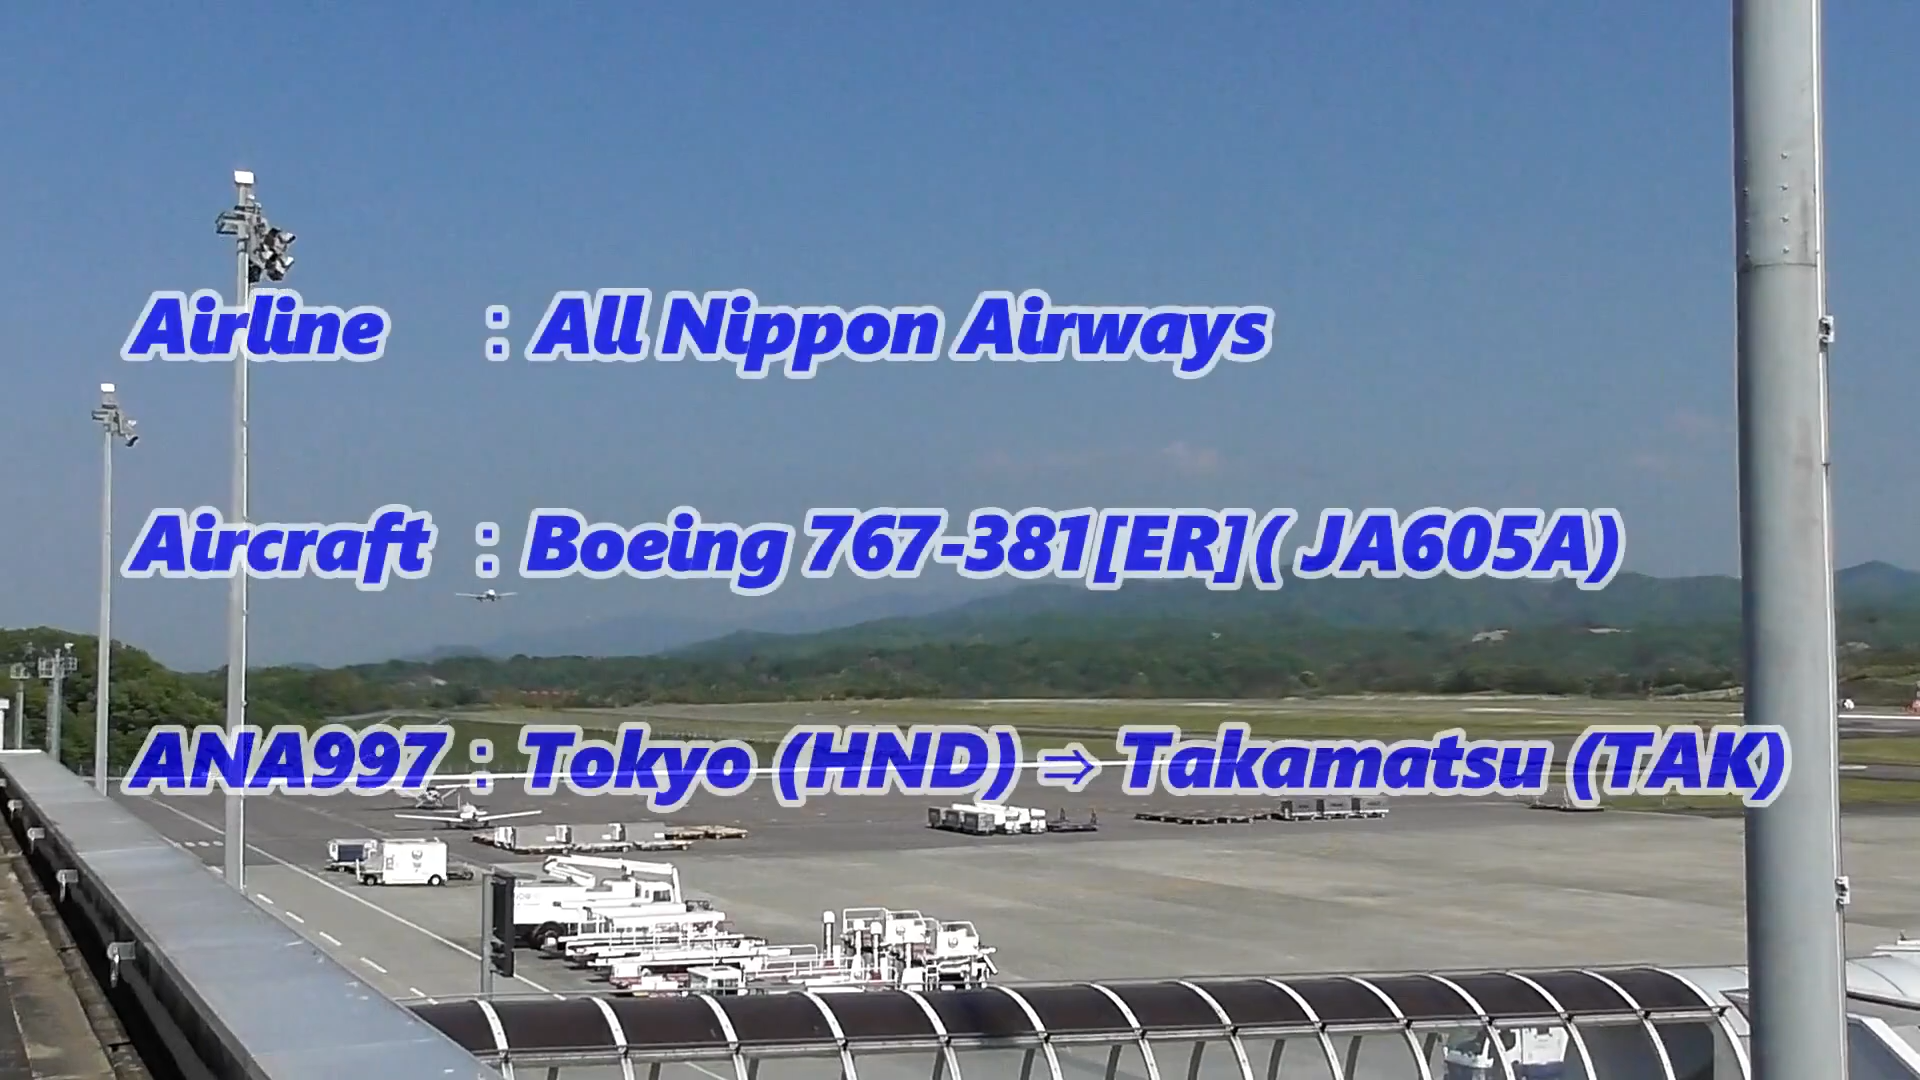 Airline : All Nippon Airways
Aircraft : Boeing 767-381[ER]( JA605A)
ANA997 : Tokyo (HND) ⇒ Takamatsu (TAK)